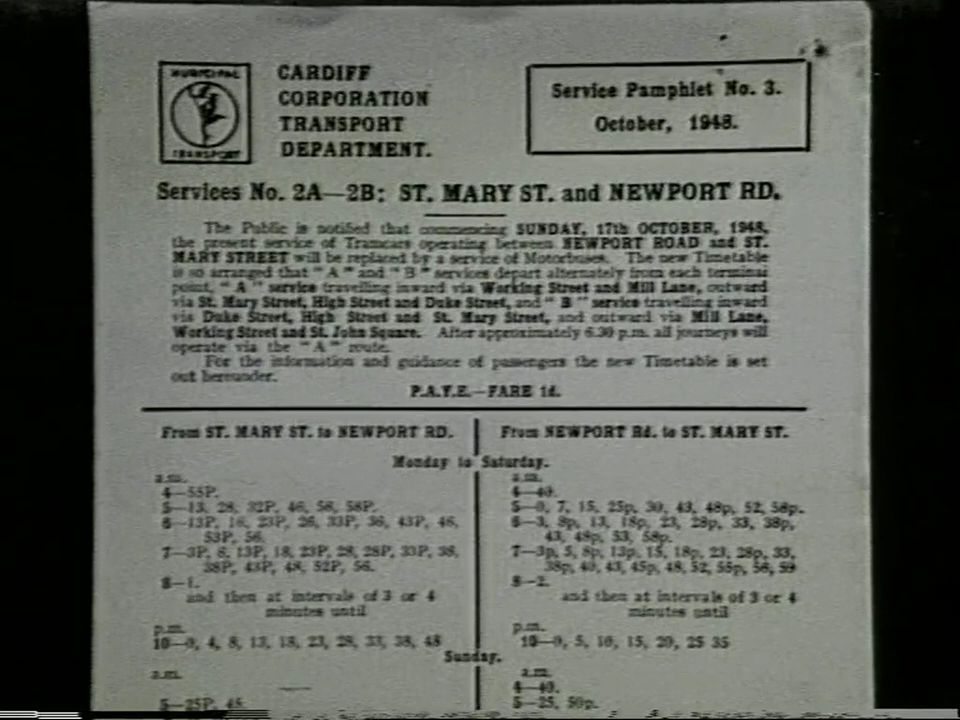 MUNICIPAL
TRANSPORT
CARDIFF
CORPORATION
TRANSPORT
DEPARTMENT.
Service Pamphlet No. 3.
October, 1948.
Services No. 2A—2B: ST. MARY ST. and NEWPORT RD.
The Public is notified that commencing SUNDAY, 17th OCTOBER, 1948,
the present service of Tramcars operating between NEWPORT ROAD and ST.
MARY STREET will be replaced by a service of Motorbuses. The new Timetable
is so arranged that "A" and "B" services depart alternately from each terminal
point, "A" service travelling inward via Working Street and Mill Lane, outward
via St. Mary Street, High Street and Duke Street, and "B" service travelling inward
via Duke Street, High Street and St. Mary Street, and outward via Mill Lane,
Working Street and St. John Square. After approximately 6.30 p.m. all journeys will
operate via the "A" route.
For the information and guidance of passengers the new Timetable is set
out hereunder.
P.A.Y.E.—FARE 1d.
From ST. MARY ST. to NEWPORT RD.
From NEWPORT Rd. to ST. MARY ST.
Monday to Saturday.
a.m.
4—55P.
5—13, 28, 32P, 46, 56, 58P.
6—13P, 16, 23P, 26, 33P, 36, 43P, 46,
53P, 56.
7—3P, 6, 13P, 18, 23P, 28, 28P, 33P, 38,
38P, 43P, 48, 52P, 56.
8—1.
and then at intervals of 3 or 4
minutes until
p.m.
10—0, 4, 8, 13, 18, 23, 28, 33, 38, 48
a.m.
4—40.
5—0, 7, 15, 25p, 30, 43, 48p, 52, 58p.
6—3, 8p, 13, 18p, 23, 28p, 33, 38p,
43, 48p, 53, 58p.
7—3p, 5, 8p, 13p, 15, 18p, 23, 28p, 33,
38p, 40, 43, 45p, 48, 52, 55p, 56, 59
8—2.
and then at intervals of 3 or 4
minutes until
p.m.
10—0, 5, 10, 15, 20, 25 35
Sunday.
a.m.
5—25P, 45.
a.m.
4—40.
5—25, 50p.